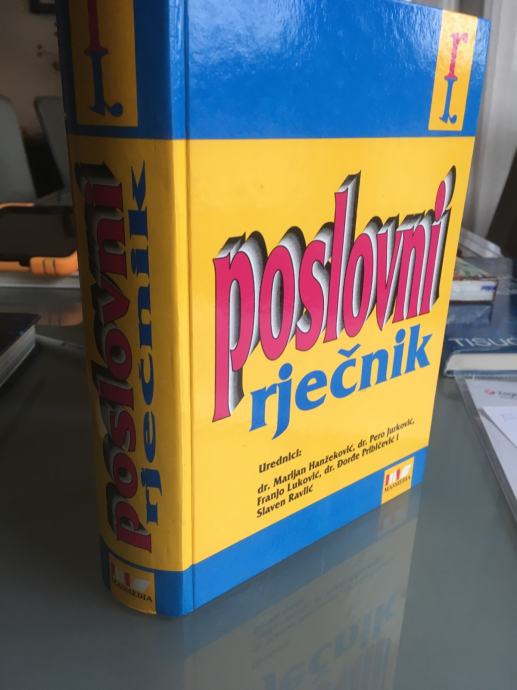 r
poslovni
rječnik
Urednici:
dr. Marijan Hanžeković, dr. Pero Jurković,
Franjo Luković, dr. Đorđe Pribičević i
Slaven Ravlić
MASMEDIA
poslovni
rječnik
MASMEDIA
TISUĆ